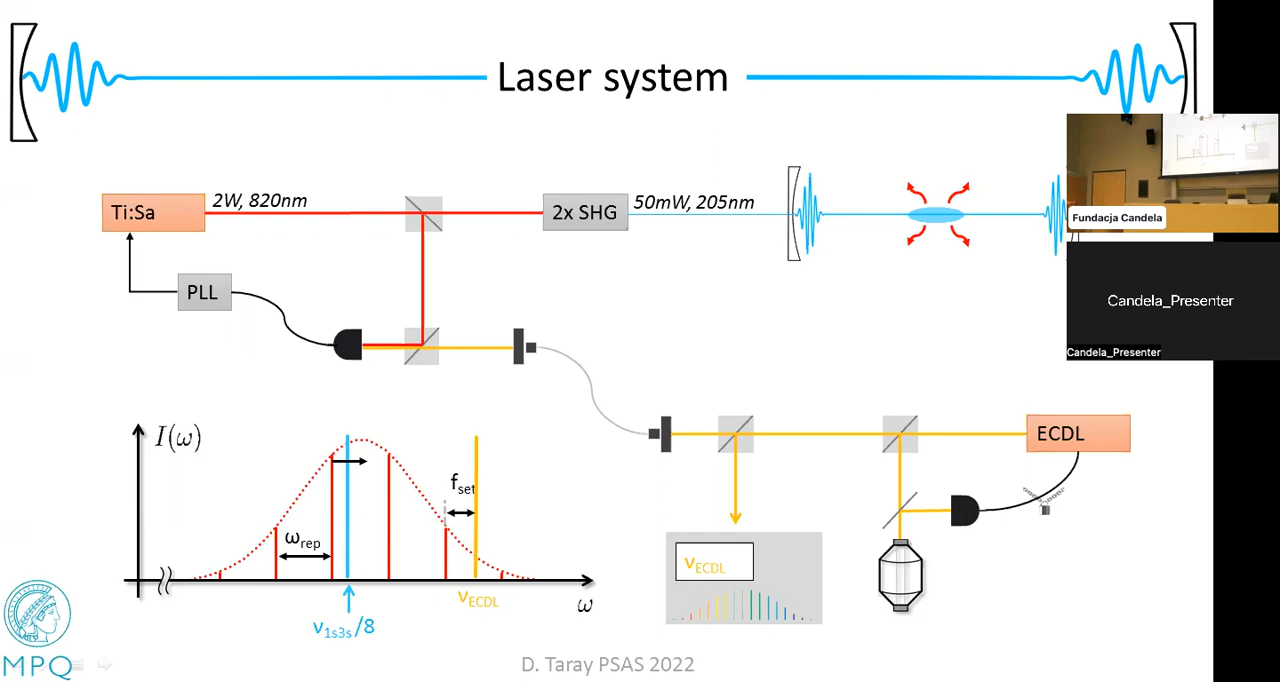 Laser system
Ti:Sa
2W, 820nm
2x SHG
50mW, 205nm
Fundacja Candela
PLL
Candela_Presenter
Candela_Presenter
I(ω)
ECDL
f_set
ω_rep
ν_ECDL
ν_ECDL
ω
ν_1s3s/8
MPQ
D. Taray PSAS 2022